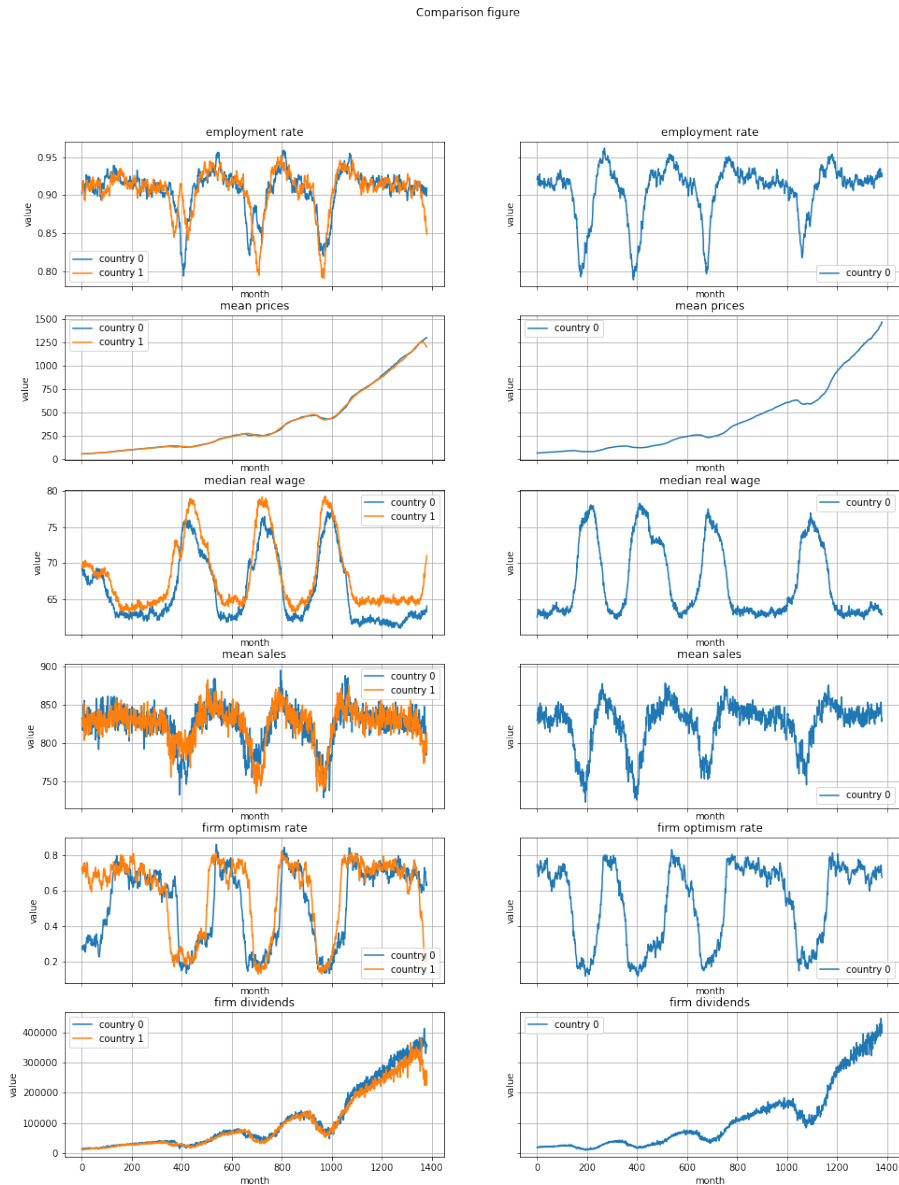 Comparison figure
employment rate
value
0.95
0.90
0.85
0.80
country 0
country 1
month
employment rate
value
country 0
month
mean prices
value
1500
1250
1000
750
500
250
0
country 0
country 1
month
mean prices
value
country 0
month
median real wage
value
80
75
70
65
country 0
country 1
month
median real wage
value
country 0
month
mean sales
value
900
850
800
750
country 0
country 1
month
mean sales
value
country 0
month
firm optimism rate
value
0.8
0.6
0.4
0.2
country 0
country 1
month
firm optimism rate
value
country 0
month
firm dividends
value
400000
300000
200000
100000
0
country 0
country 1
0 200 400 600 800 1000 1200 1400
month
firm dividends
value
country 0
0 200 400 600 800 1000 1200 1400
month